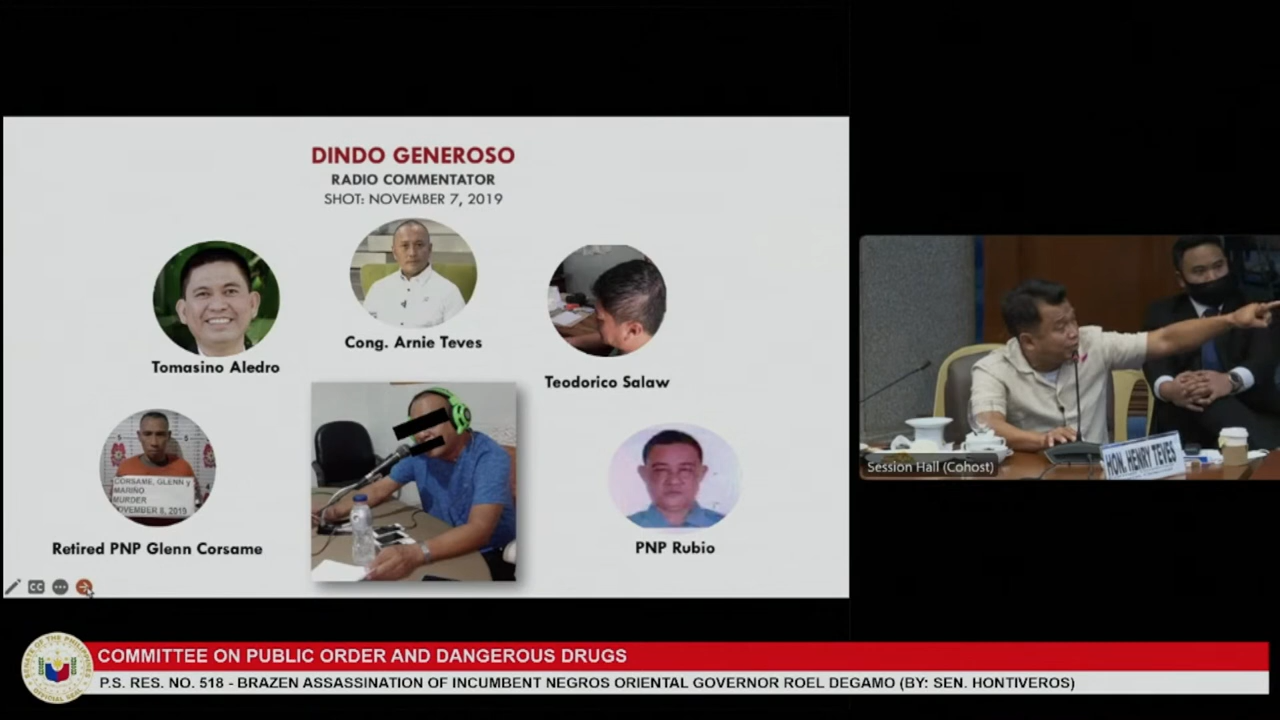 DINDO GENEROSO
RADIO COMMENTATOR
SHOT: NOVEMBER 7, 2019
Cong. Arnie Teves
Tomasino Aledro
Teodorico Salaw
CORSAME, GLENN y
MARIÑO
MURDER
NOVEMBER 8, 2019
Retired PNP Glenn Corsame
PNP Rubio
CC
HON. HENRY TEVES
Session Hall (Cohost)
COMMITTEE ON PUBLIC ORDER AND DANGEROUS DRUGS
P.S. RES. NO. 518 - BRAZEN ASSASSINATION OF INCUMBENT NEGROS ORIENTAL GOVERNOR ROEL DEGAMO (BY: SEN. HONTIVEROS)